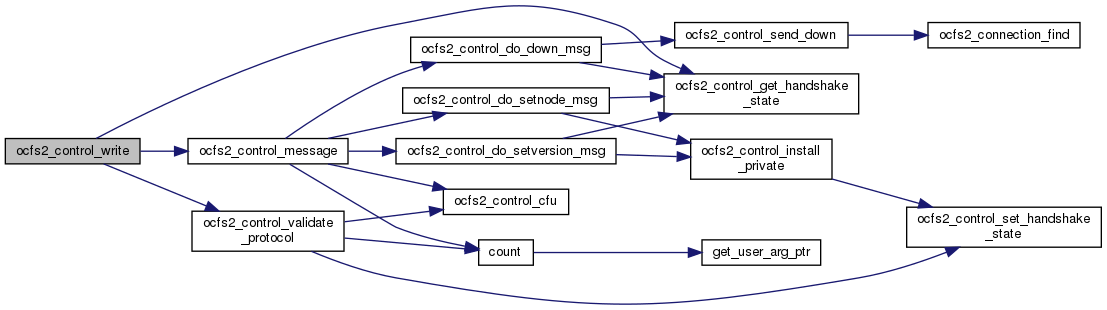 ocfs2_control_write
ocfs2_control_message
ocfs2_control_validate
_protocol
ocfs2_control_do_down_msg
ocfs2_control_do_setnode_msg
ocfs2_control_do_setversion_msg
ocfs2_control_cfu
count
ocfs2_control_send_down
ocfs2_control_get_handshake
_state
ocfs2_control_install
_private
get_user_arg_ptr
ocfs2_connection_find
ocfs2_control_set_handshake
_state